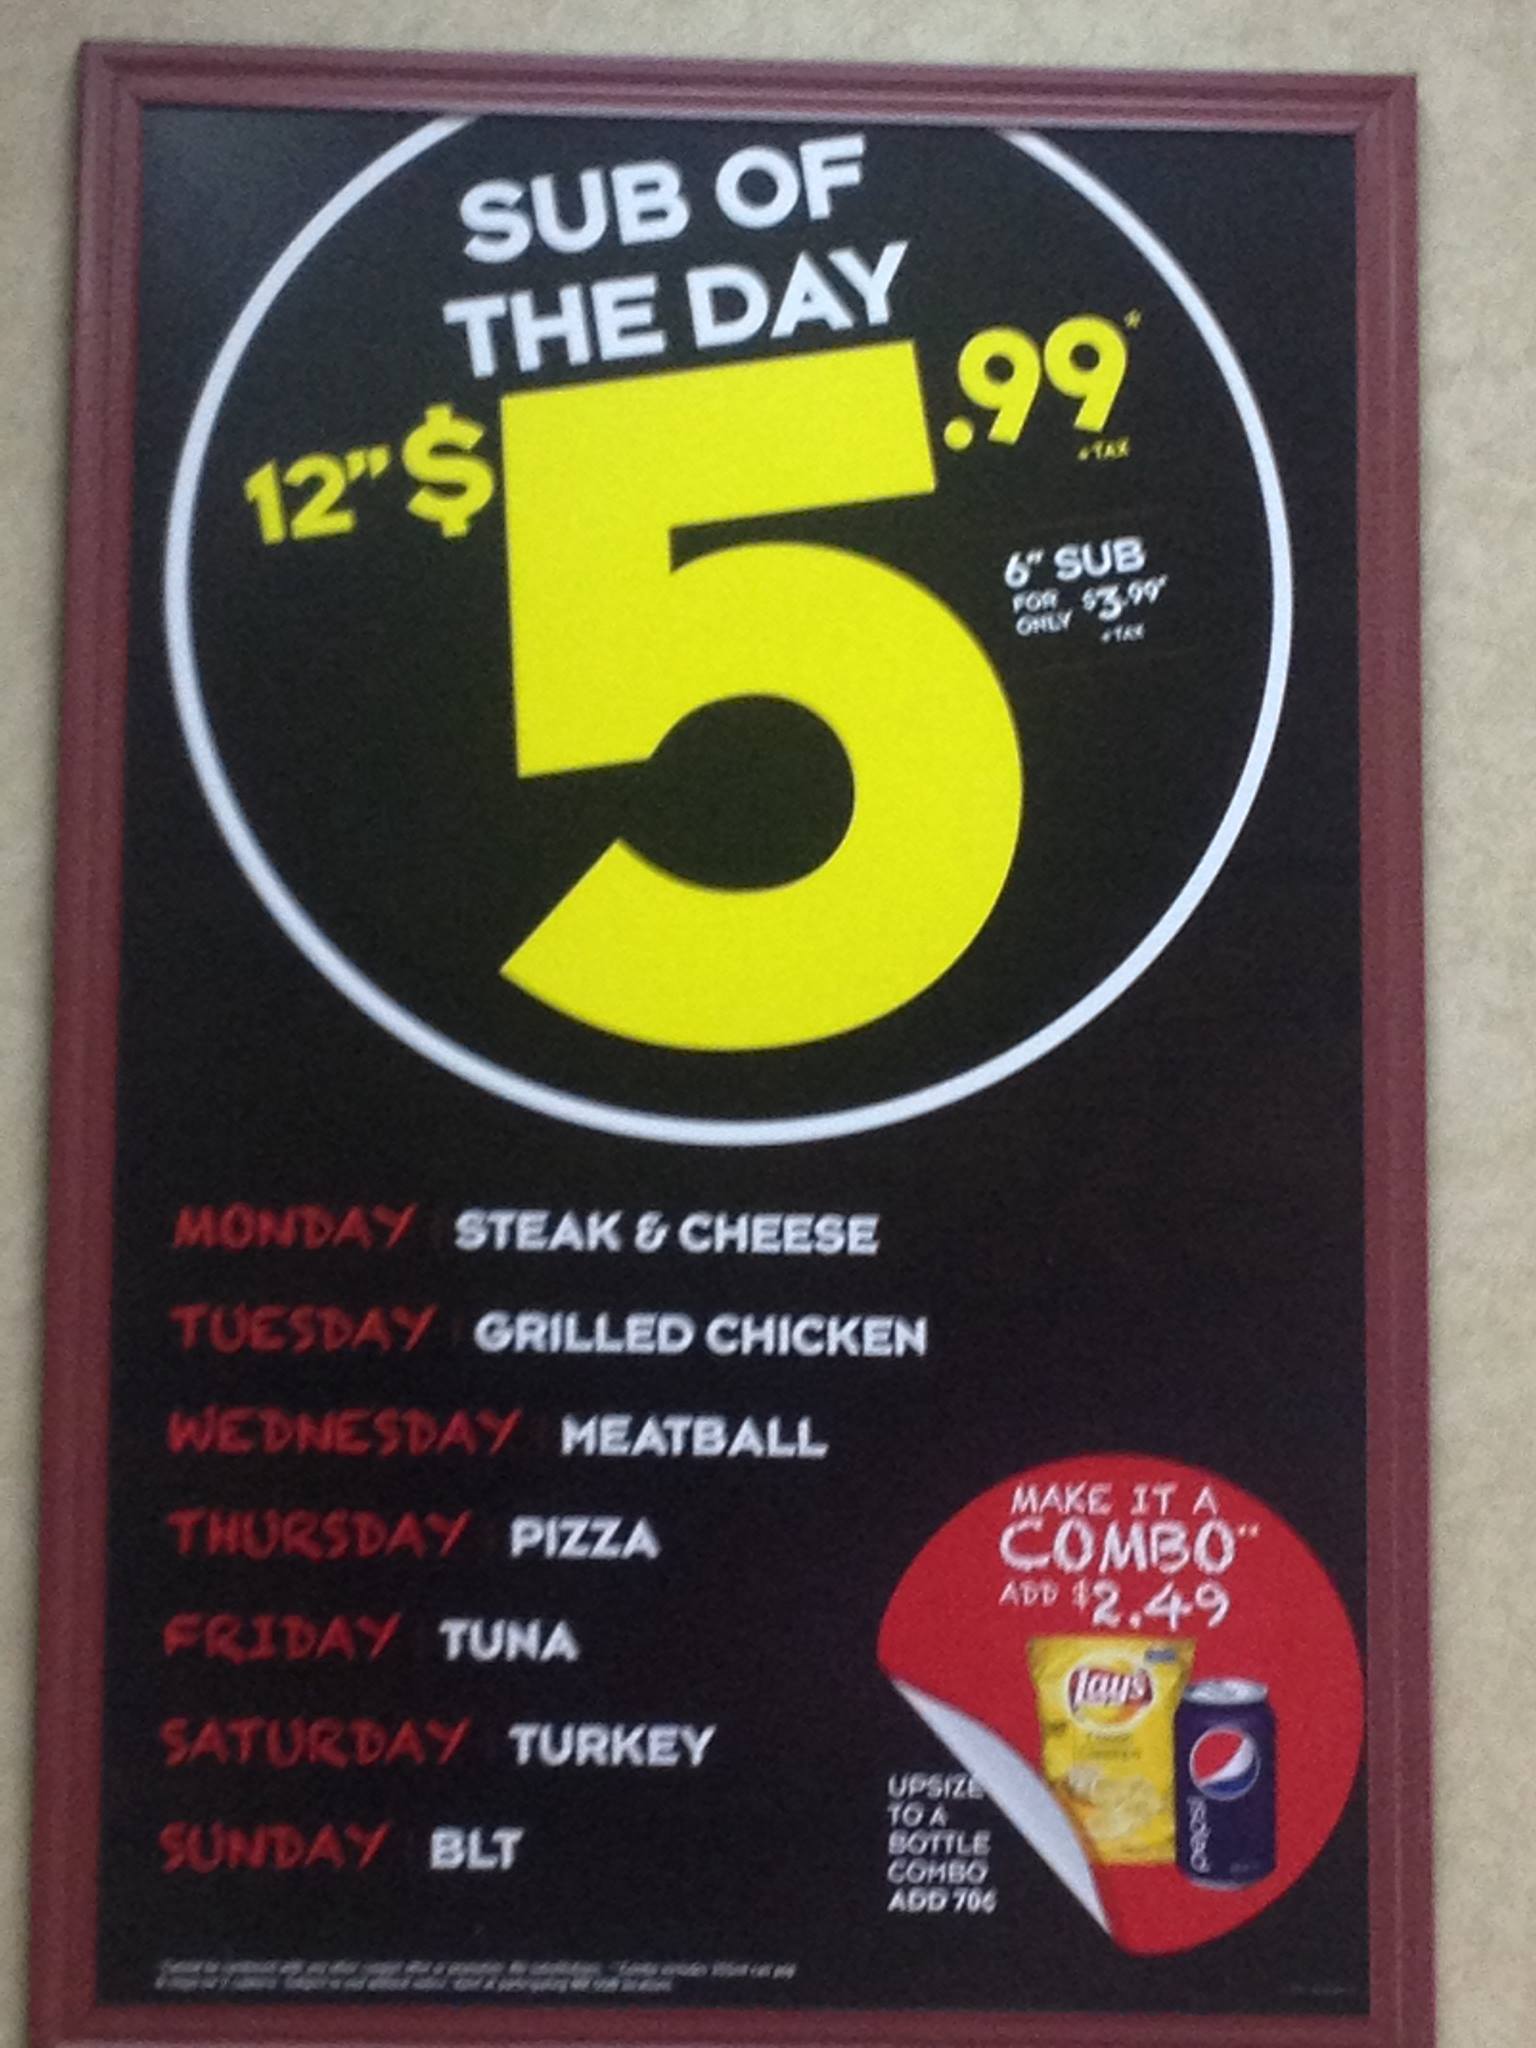 SUB OF
THE DAY
12" $5.99*
+TAX
6" SUB
FOR ONLY $3.99*
+TAX
MONDAY STEAK & CHEESE
TUESDAY GRILLED CHICKEN
WEDNESDAY MEATBALL
THURSDAY PIZZA
FRIDAY TUNA
SATURDAY TURKEY
SUNDAY BLT
MAKE IT A
COMBO**
ADD $2.49
Lay's
pepsi
UPSIZE
TO A
BOTTLE
COMBO
ADD 70¢